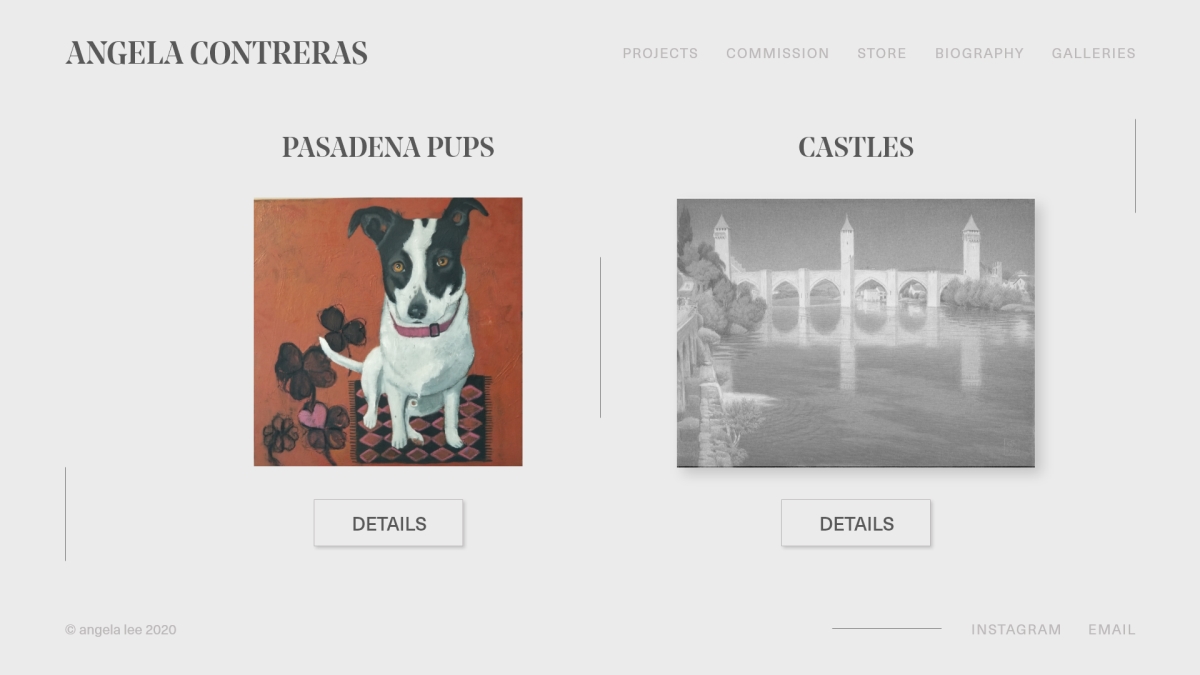 ANGELA CONTRERAS
PROJECTS COMMISSION STORE BIOGRAPHY GALLERIES
PASADENA PUPS
CASTLES
DETAILS
DETAILS
© angela lee 2020
INSTAGRAM EMAIL